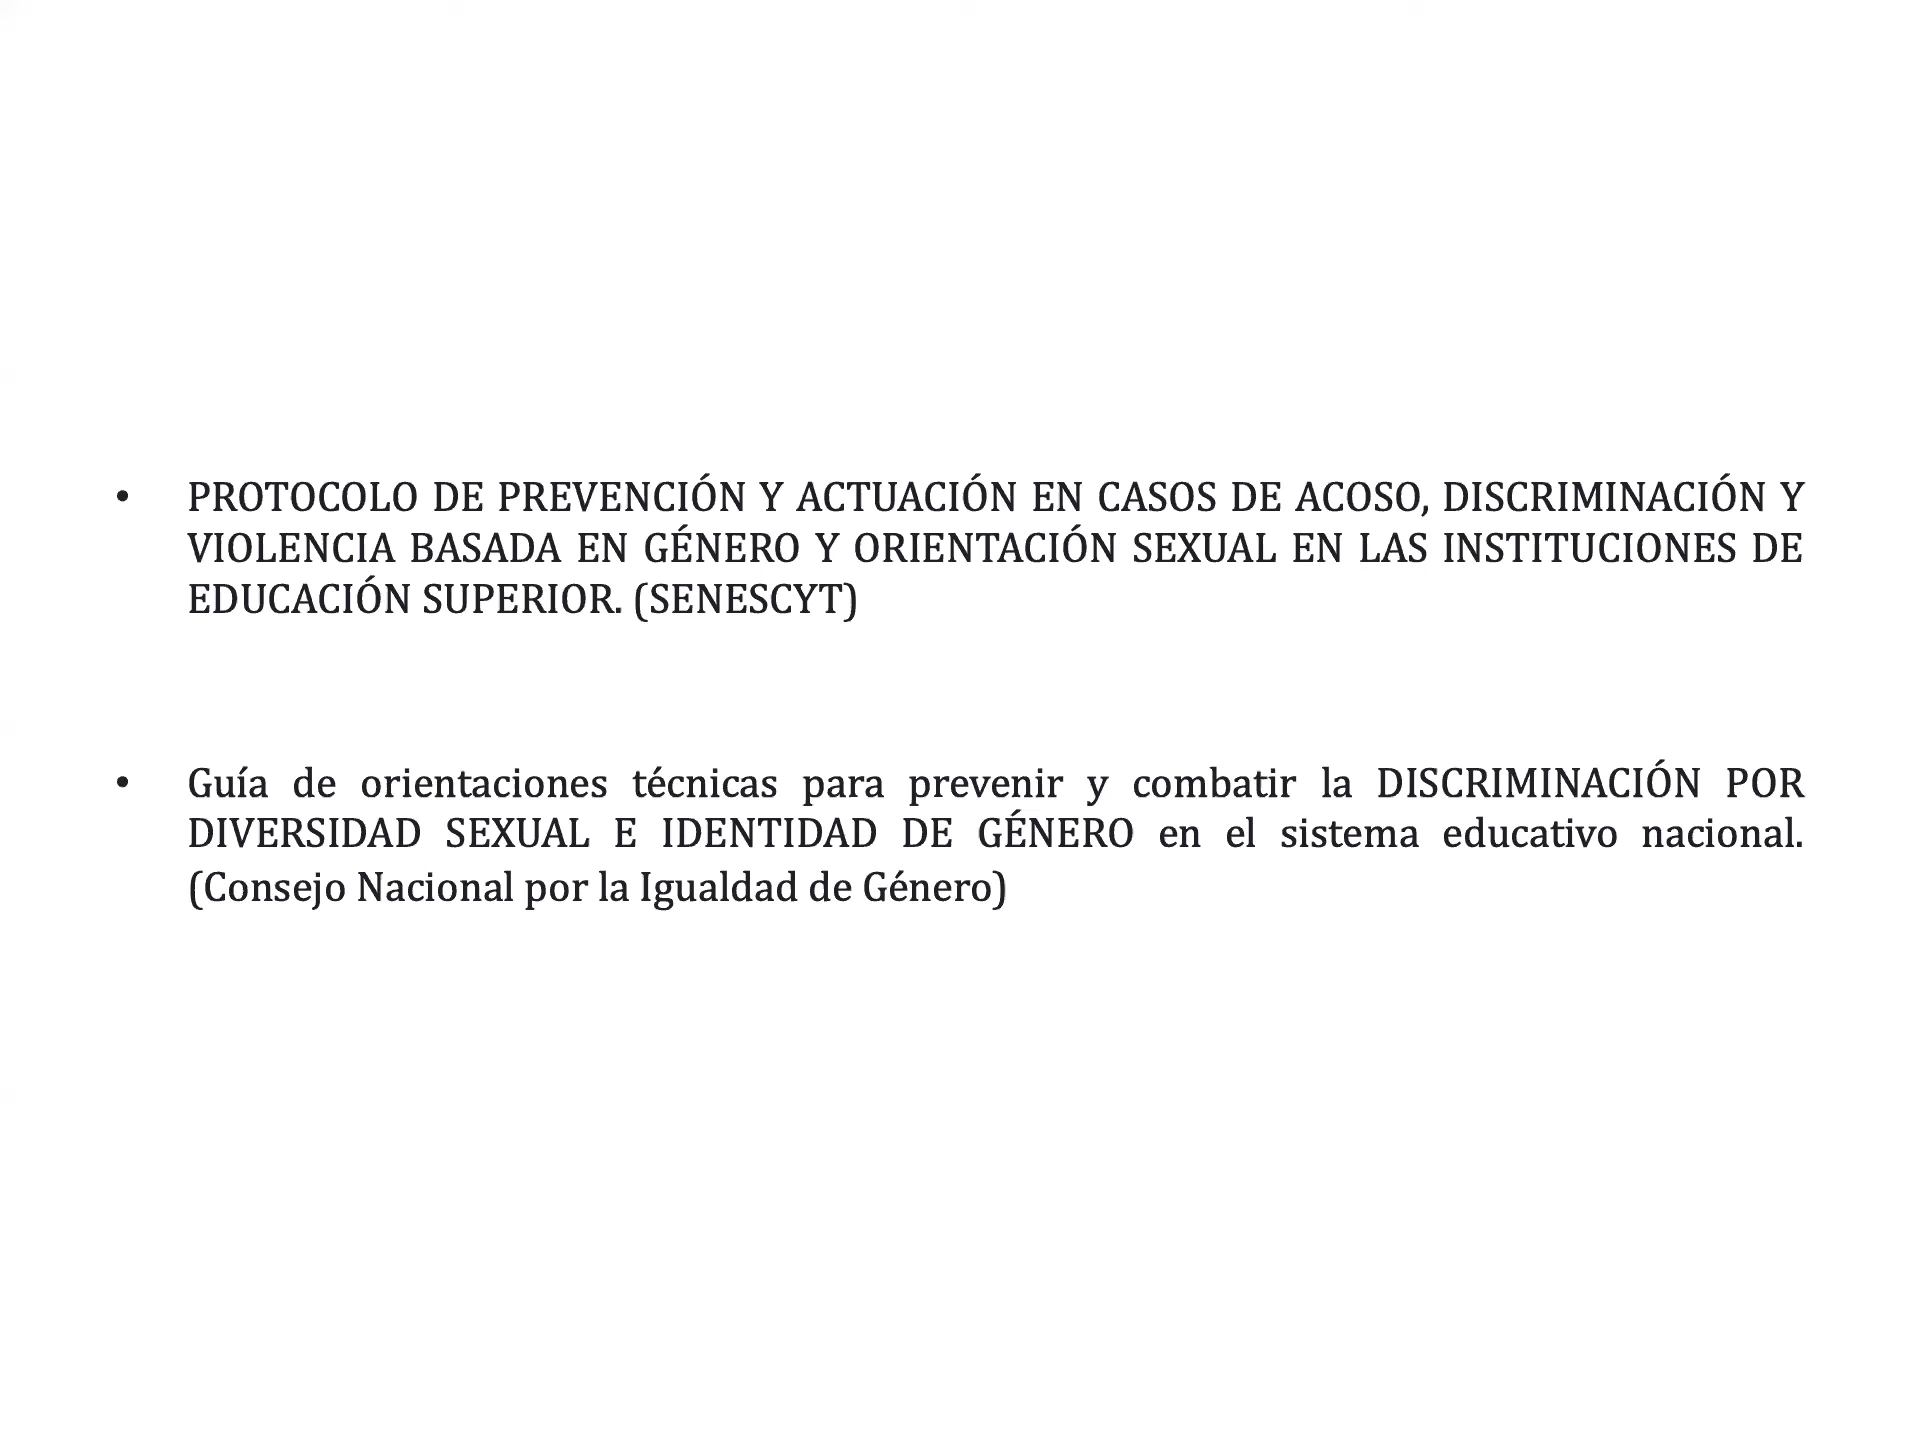 • PROTOCOLO DE PREVENCIÓN Y ACTUACIÓN EN CASOS DE ACOSO, DISCRIMINACIÓN Y
VIOLENCIA BASADA EN GÉNERO Y ORIENTACIÓN SEXUAL EN LAS INSTITUCIONES DE
EDUCACIÓN SUPERIOR. (SENESCYT)
• Guía de orientaciones técnicas para prevenir y combatir la DISCRIMINACIÓN POR
DIVERSIDAD SEXUAL E IDENTIDAD DE GÉNERO en el sistema educativo nacional.
(Consejo Nacional por la Igualdad de Género)